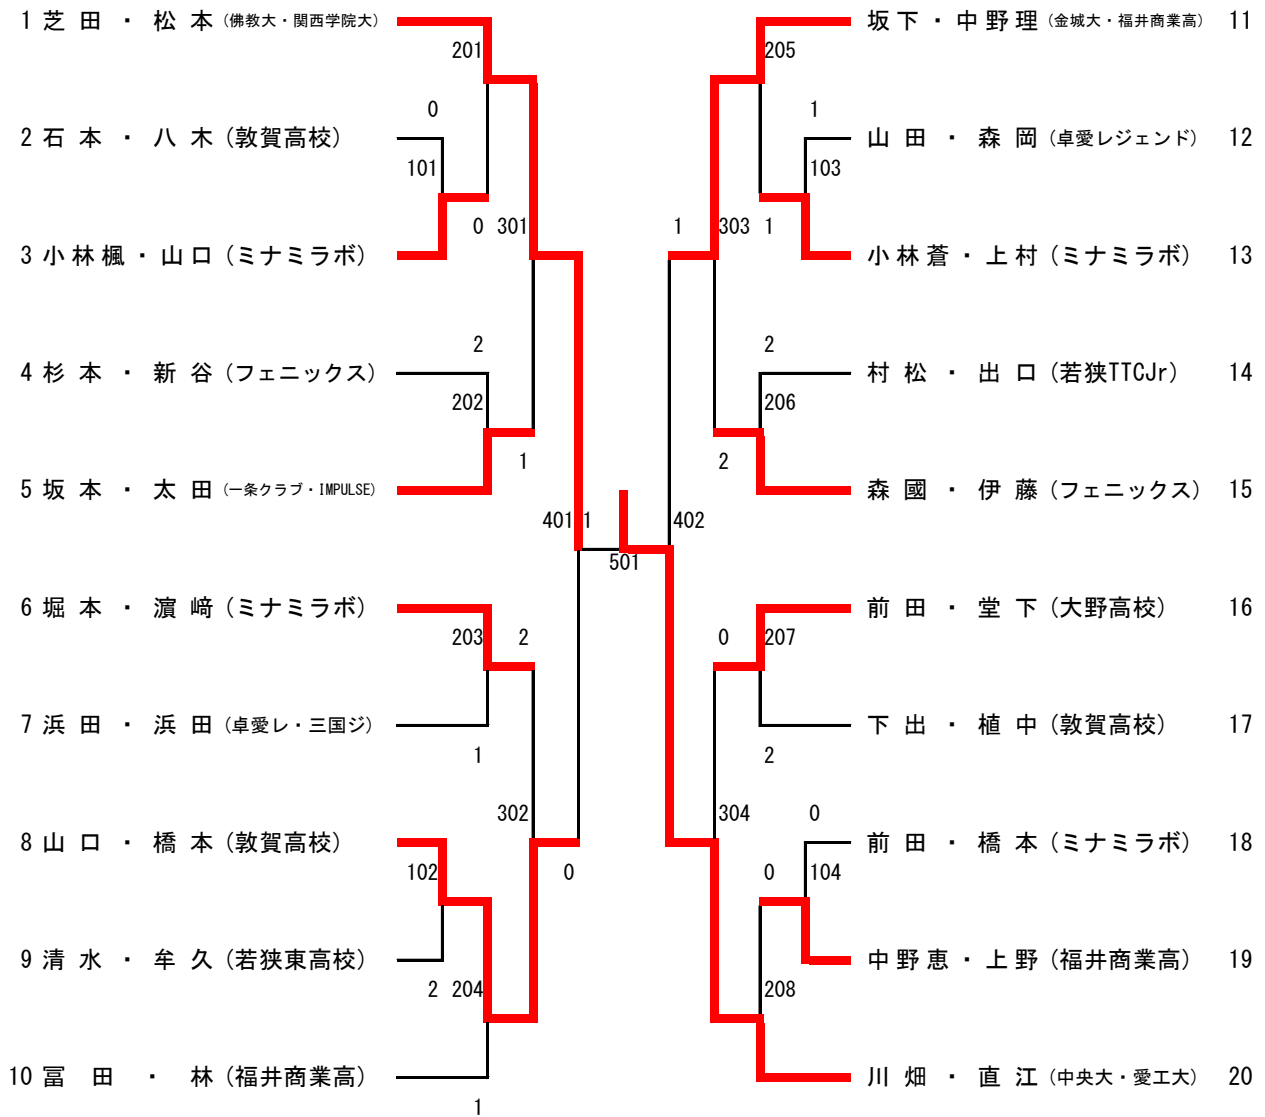 1 芝田・松本(佛教大・関西学院大)
201
0
2 石本・八木(敦賀高校)
101
0 301
3 小林楓・山口(ミナミラボ)
2
4 杉本・新谷(フェニックス)
202
1
5 坂本・太田(一条クラブ・IMPULSE)
401 1
501
6 堀本・濵﨑(ミナミラボ)
203 2
7 浜田・浜田(卓愛レ・三国ジ)
1
302
8 山口・橋本(敦賀高校)
102
0
9 清水・牟久(若狭東高校)
2 204
10 冨田・林(福井商業高)
1
坂下・中野理(金城大・福井商業高) 11
205
1
山田・森岡(卓愛レジェンド) 12
103
1 303 1
小林蒼・上村(ミナミラボ) 13
2
村松・出口(若狭TTCJr) 14
206
2
森國・伊藤(フェニックス) 15
402
前田・堂下(大野高校) 16
0 207
下出・植中(敦賀高校) 17
2
304 0
前田・橋本(ミナミラボ) 18
0 104
中野恵・上野(福井商業高) 19
208
川畑・直江(中央大・愛工大) 20